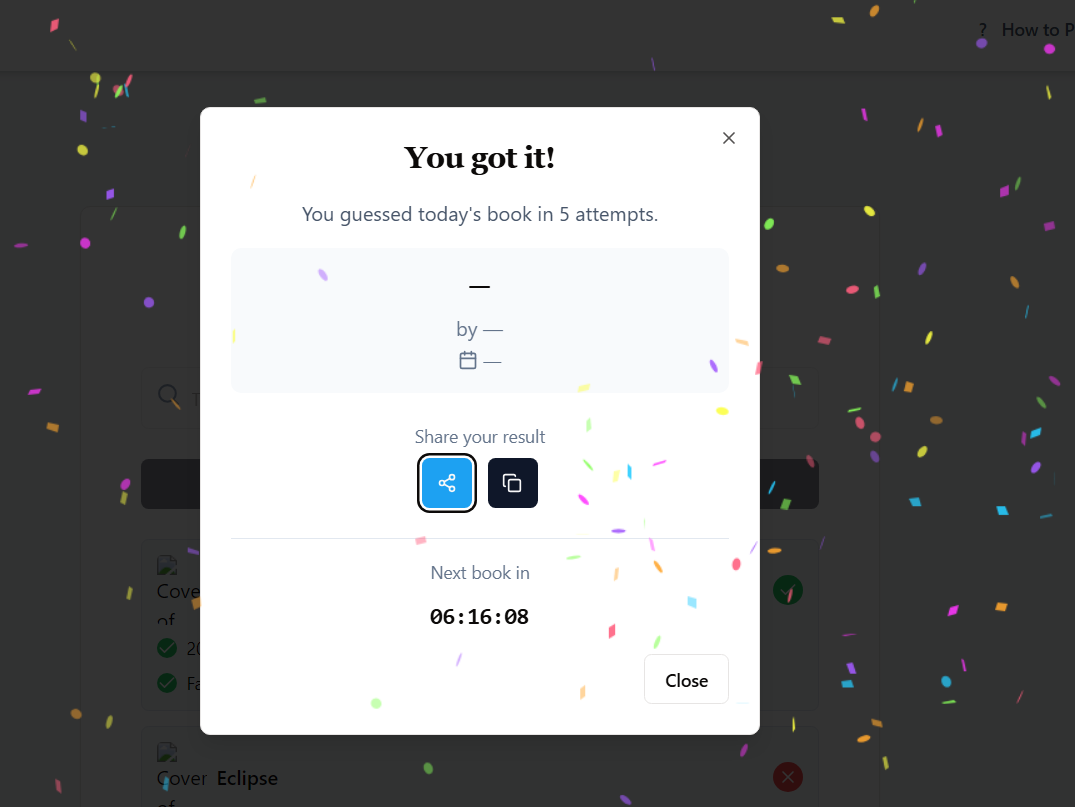 ? How to P
You got it!
You guessed today's book in 5 attempts.
—
by —
—
Share your result
Next book in
06:16:08
Close
Cove
of
20
Fa
Cover Eclipse
of